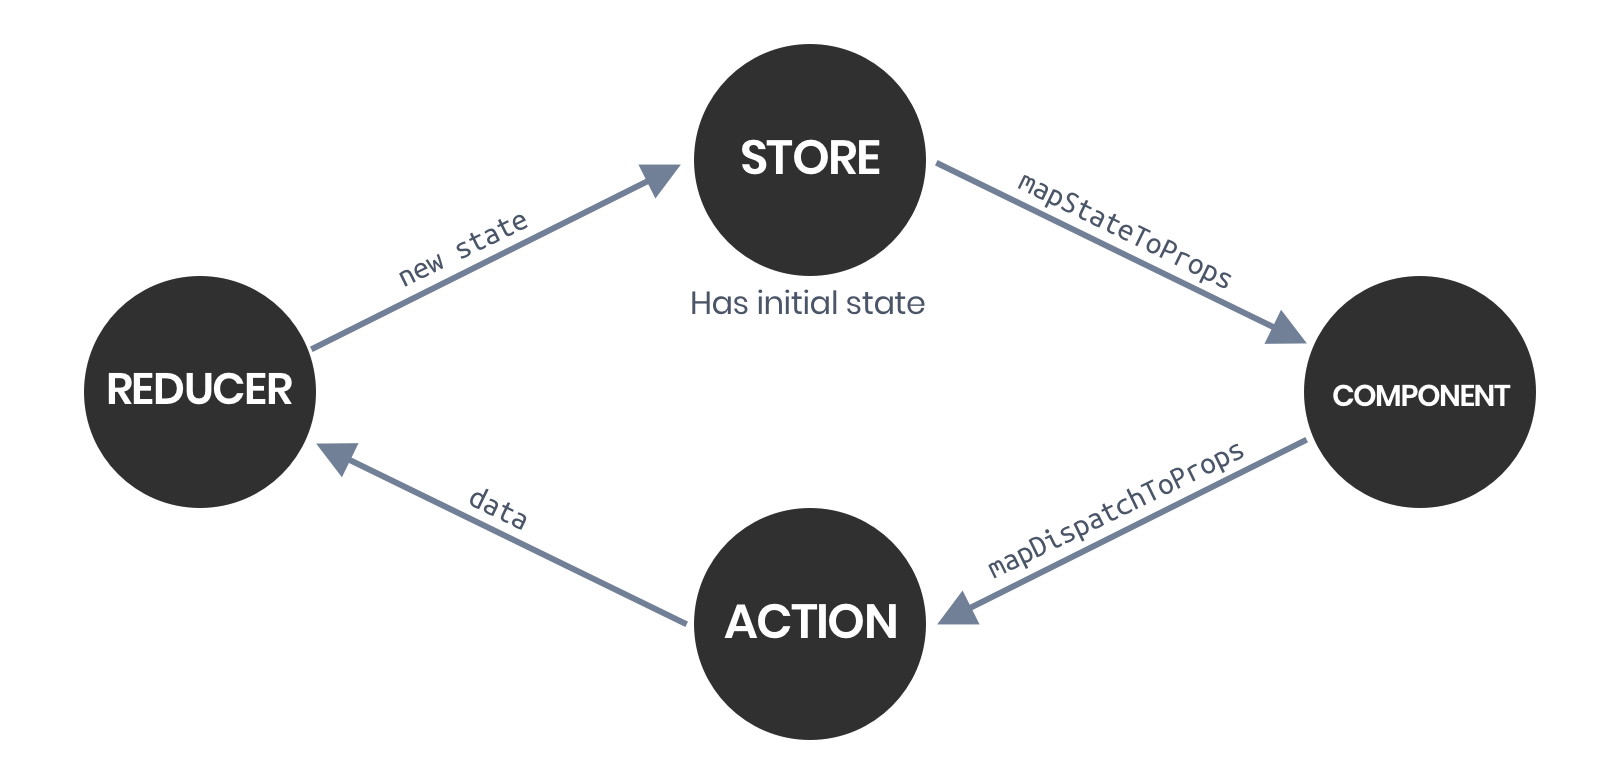 STORE
new state
mapStateToProps
Has initial state
REDUCER
COMPONENT
data
mapDispatchToProps
ACTION